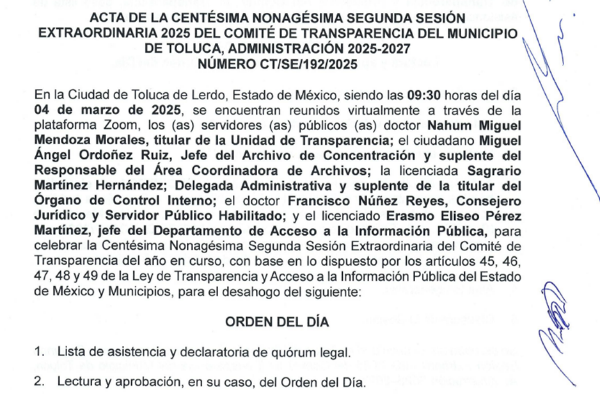 ACTA DE LA CENTÉSIMA NONAGÉSIMA SEGUNDA SESIÓN
EXTRAORDINARIA 2025 DEL COMITÉ DE TRANSPARENCIA DEL MUNICIPIO
DE TOLUCA, ADMINISTRACIÓN 2025-2027
NÚMERO CT/SE/192/2025
En la Ciudad de Toluca de Lerdo, Estado de México, siendo las 09:30 horas del día
04 de marzo de 2025, se encuentran reunidos virtualmente a través de la
plataforma Zoom, los (as) servidores (as) públicos (as) doctor Nahum Miguel
Mendoza Morales, titular de la Unidad de Transparencia; el ciudadano Miguel
Ángel Ordoñez Ruiz, Jefe del Archivo de Concentración y suplente del
Responsable del Área Coordinadora de Archivos; la licenciada Sagrario
Martínez Hernández; Delegada Administrativa y suplente de la titular del
Órgano de Control Interno; el doctor Francisco Núñez Reyes, Consejero
Jurídico y Servidor Público Habilitado; y el licenciado Erasmo Eliseo Pérez
Martínez, jefe del Departamento de Acceso a la Información Pública, para
celebrar la Centésima Nonagésima Segunda Sesión Extraordinaria del Comité de
Transparencia del año en curso, con base en lo dispuesto por los artículos 45, 46,
47, 48 y 49 de la Ley de Transparencia y Acceso a la Información Pública del Estado
de México y Municipios, para el desahogo del siguiente:
ORDEN DEL DÍA
1. Lista de asistencia y declaratoria de quórum legal.
2. Lectura y aprobación, en su caso, del Orden del Día.